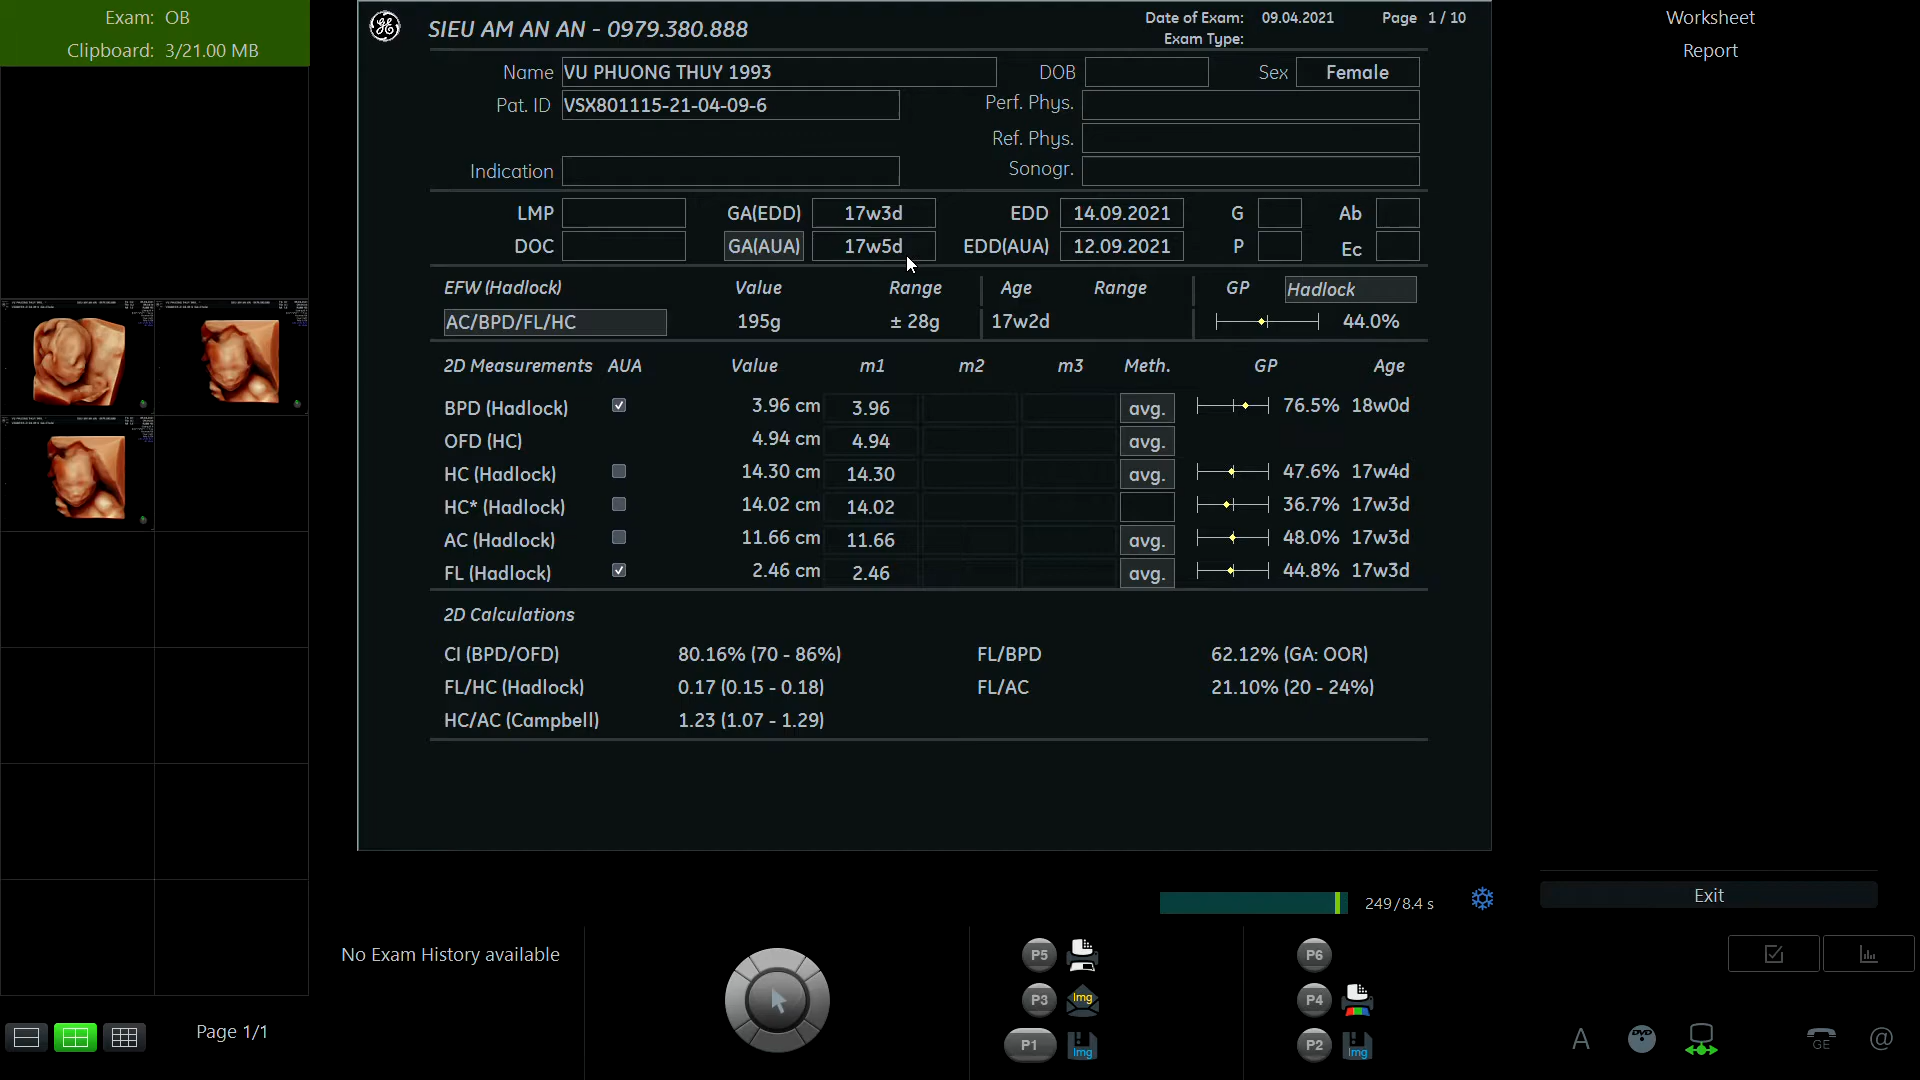 Exam: OB
Clipboard: 3/21.00 MB
SIEU AM AN AN - 0979.380.888
Date of Exam: 09.04.2021 Page 1 / 10
Exam Type:
Name VU PHUONG THUY 1993 DOB Sex Female
Pat. ID VSX801115-21-04-09-6 Perf. Phys.
Ref. Phys.
Indication Sonogr.
LMP GA(EDD) 17w3d EDD 14.09.2021 G Ab
DOC GA(AUA) 17w5d EDD(AUA) 12.09.2021 P Ec
EFW (Hadlock) Value Range Age Range GP Hadlock
AC/BPD/FL/HC 195g ± 28g 17w2d 44.0%
2D Measurements AUA Value m1 m2 m3 Meth. GP Age
BPD (Hadlock) 3.96 cm 3.96 avg. 76.5% 18w0d
OFD (HC) 4.94 cm 4.94 avg.
HC (Hadlock) 14.30 cm 14.30 avg. 47.6% 17w4d
HC* (Hadlock) 14.02 cm 14.02 36.7% 17w3d
AC (Hadlock) 11.66 cm 11.66 avg. 48.0% 17w3d
FL (Hadlock) 2.46 cm 2.46 avg. 44.8% 17w3d
2D Calculations
CI (BPD/OFD) 80.16% (70 - 86%) FL/BPD 62.12% (GA: OOR)
FL/HC (Hadlock) 0.17 (0.15 - 0.18) FL/AC 21.10% (20 - 24%)
HC/AC (Campbell) 1.23 (1.07 - 1.29)
Worksheet
Report
249/8.4 s
Exit
No Exam History available
P5 P6
P3 Img P4
P1 Img P2 Img
Page 1/1
A DVD GE @